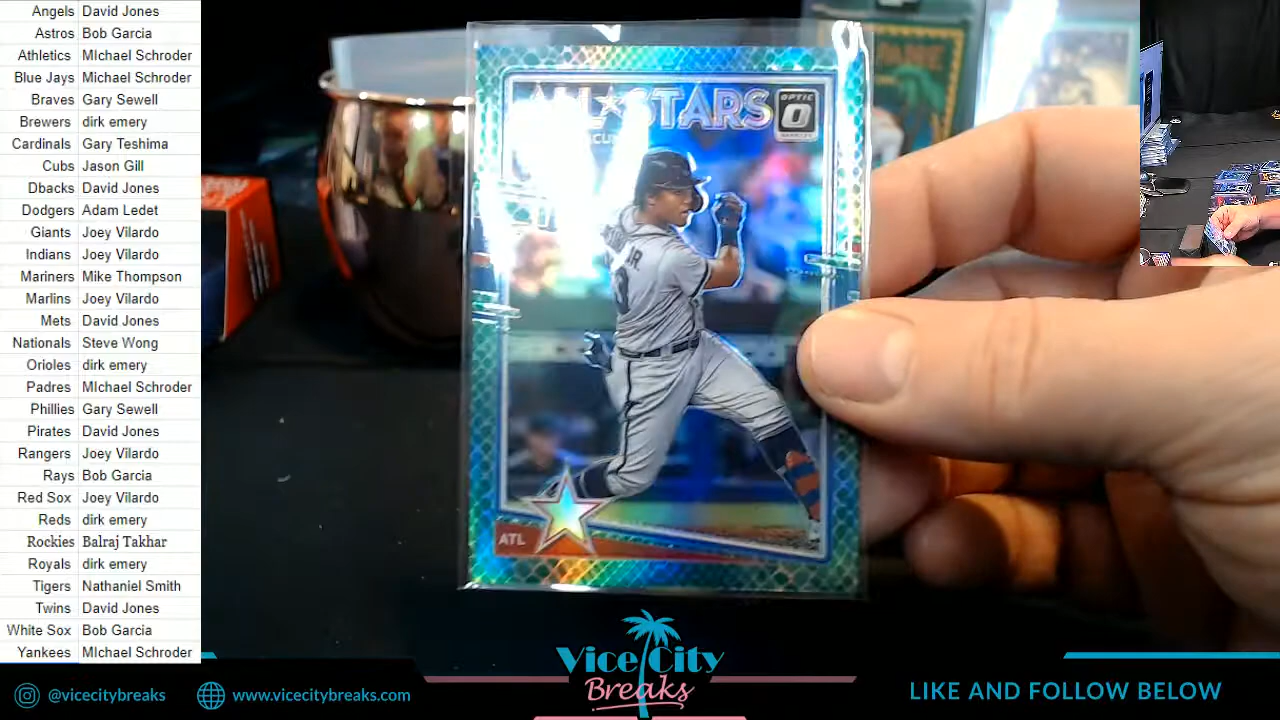 Angels David Jones
Astros Bob Garcia
Athletics MIchael Schroder
Blue Jays Michael Schroder
Braves Gary Sewell
Brewers dirk emery
Cardinals Gary Teshima
Cubs Jason Gill
Dbacks David Jones
Dodgers Adam Ledet
Giants Joey Vilardo
Indians Joey Vilardo
Mariners Mike Thompson
Marlins Joey Vilardo
Mets David Jones
Nationals Steve Wong
Orioles dirk emery
Padres MIchael Schroder
Phillies Gary Sewell
Pirates David Jones
Rangers Joey Vilardo
Rays Bob Garcia
Red Sox Joey Vilardo
Reds dirk emery
Rockies Balraj Takhar
Royals dirk emery
Tigers Nathaniel Smith
Twins David Jones
White Sox Bob Garcia
Yankees MIchael Schroder
ALL★STARS
OPTIC
O
JR.
ATL
Vice City
Breaks
@vicecitybreaks
www.vicecitybreaks.com
LIKE AND FOLLOW BELOW